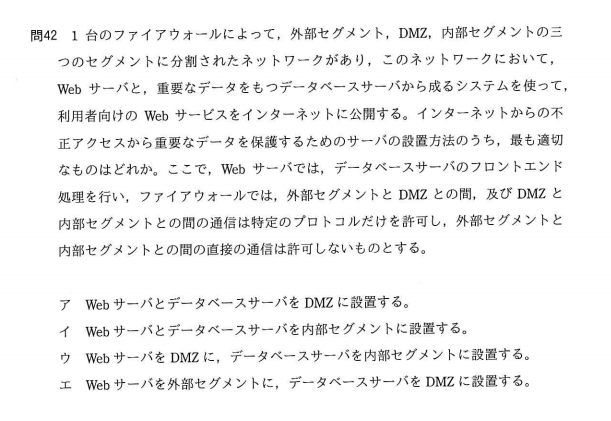 問42 1 台のファイアウォールによって，外部セグメント，DMZ，内部セグメントの三
つのセグメントに分割されたネットワークがあり，このネットワークにおいて，
Web サーバと，重要なデータをもつデータベースサーバから成るシステムを使って，
利用者向けの Web サービスをインターネットに公開する。インターネットからの不
正アクセスから重要なデータを保護するためのサーバの設置方法のうち，最も適切
なものはどれか。ここで，Web サーバでは，データベースサーバのフロントエンド
処理を行い，ファイアウォールでは，外部セグメントと DMZ との間，及び DMZ と
内部セグメントとの間の通信は特定のプロトコルだけを許可し，外部セグメントと
内部セグメントとの間の直接の通信は許可しないものとする。
ア Web サーバとデータベースサーバを DMZ に設置する。
イ Web サーバとデータベースサーバを内部セグメントに設置する。
ウ Web サーバを DMZ に，データベースサーバを内部セグメントに設置する。
エ Web サーバを外部セグメントに，データベースサーバを DMZ に設置する。